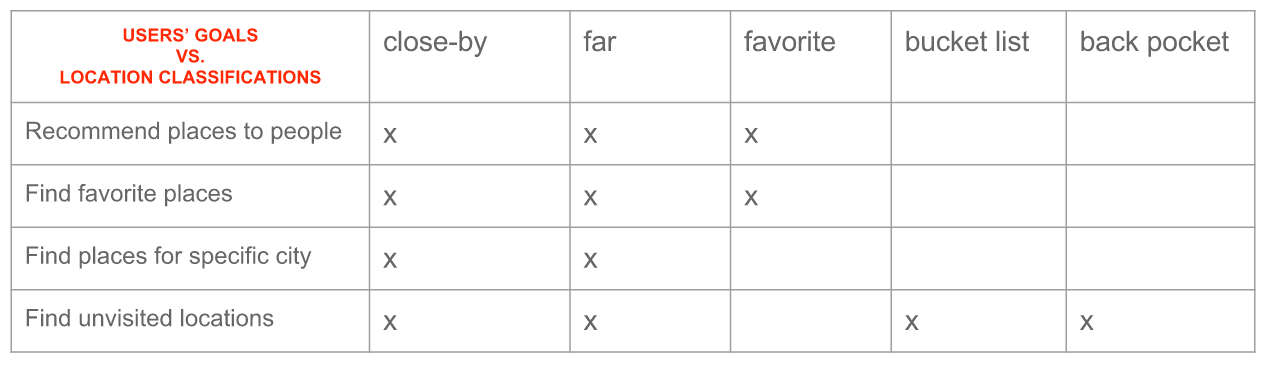 USERS’ GOALS
VS.
LOCATION CLASSIFICATIONS
close-by far favorite bucket list back pocket
Recommend places to people x x x
Find favorite places x x x
Find places for specific city x x
Find unvisited locations x x x x